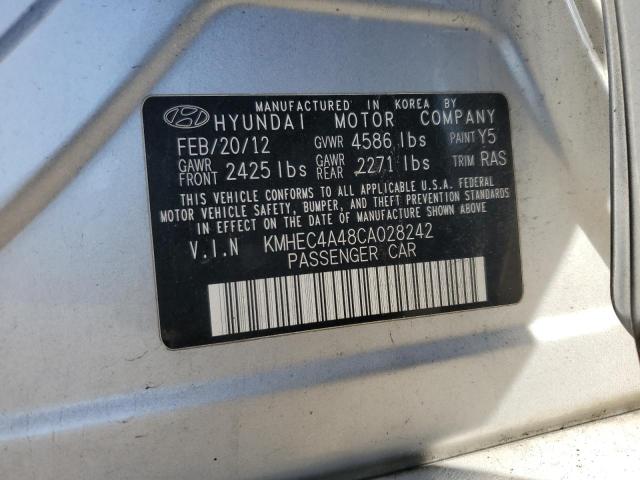 MANUFACTURED IN KOREA BY
HYUNDAI MOTOR COMPANY
FEB/20/12 GVWR 4586 lbs PAINT Y5
GAWR FRONT 2425 lbs GAWR REAR 2271 lbs TRIM RAS
THIS VEHICLE CONFORMS TO ALL APPLICABLE U.S.A. FEDERAL
MOTOR VEHICLE SAFETY, BUMPER, AND THEFT PREVENTION STANDARDS
IN EFFECT ON THE DATE OF MANUFACTURE SHOWN ABOVE.
V.I.N KMHEC4A48CA028242
PASSENGER CAR